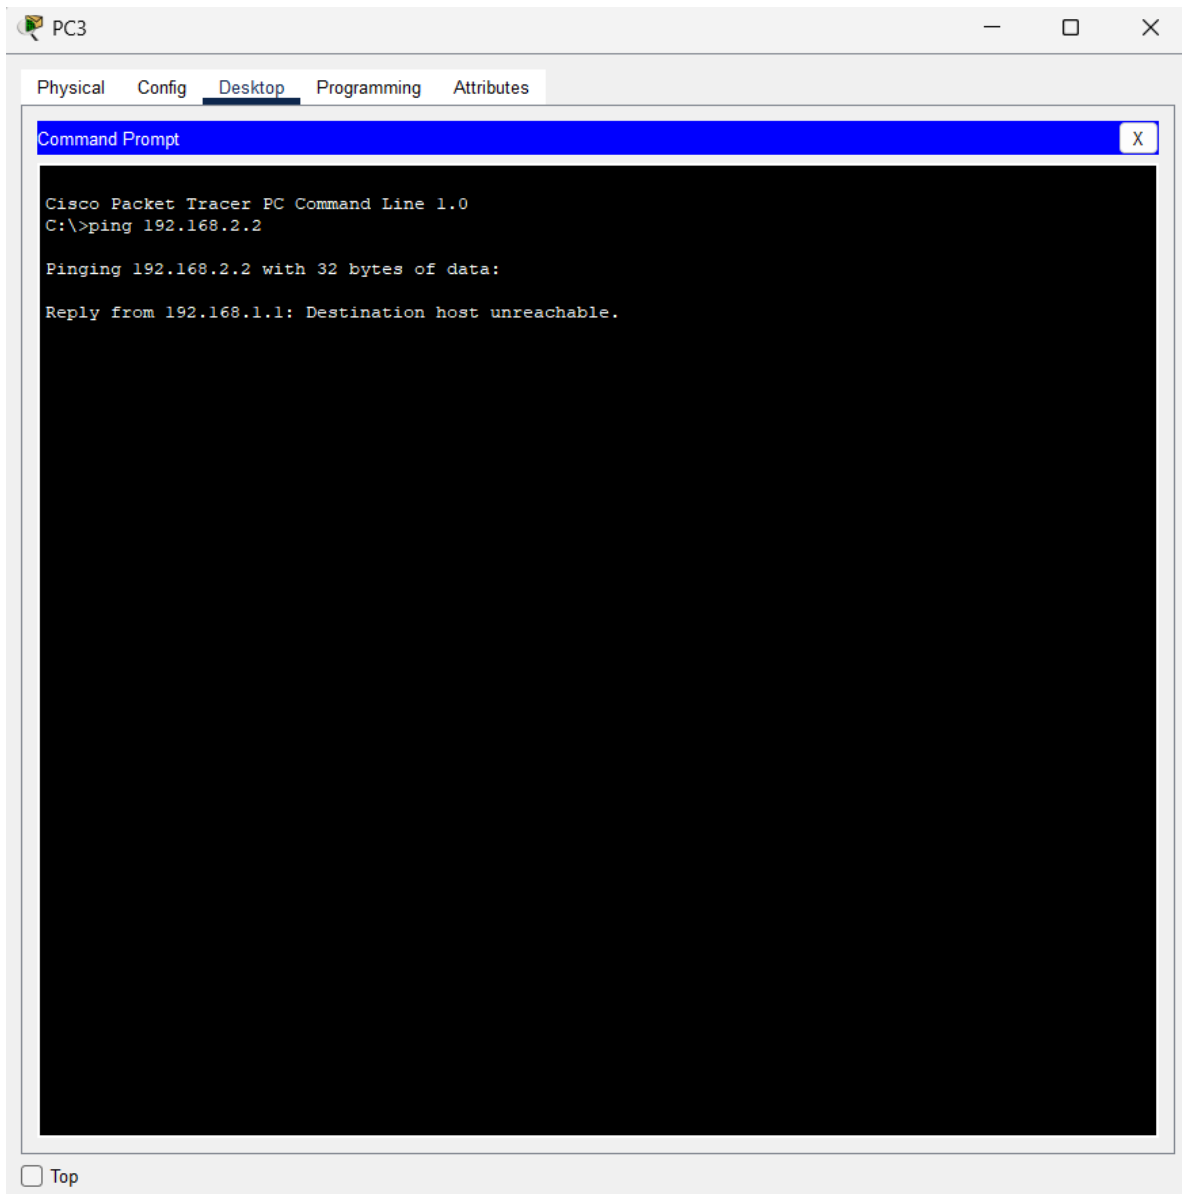 PC3
Physical Config Desktop Programming Attributes
Command Prompt X
Cisco Packet Tracer PC Command Line 1.0
C:\>ping 192.168.2.2
Pinging 192.168.2.2 with 32 bytes of data:
Reply from 192.168.1.1: Destination host unreachable.
Top